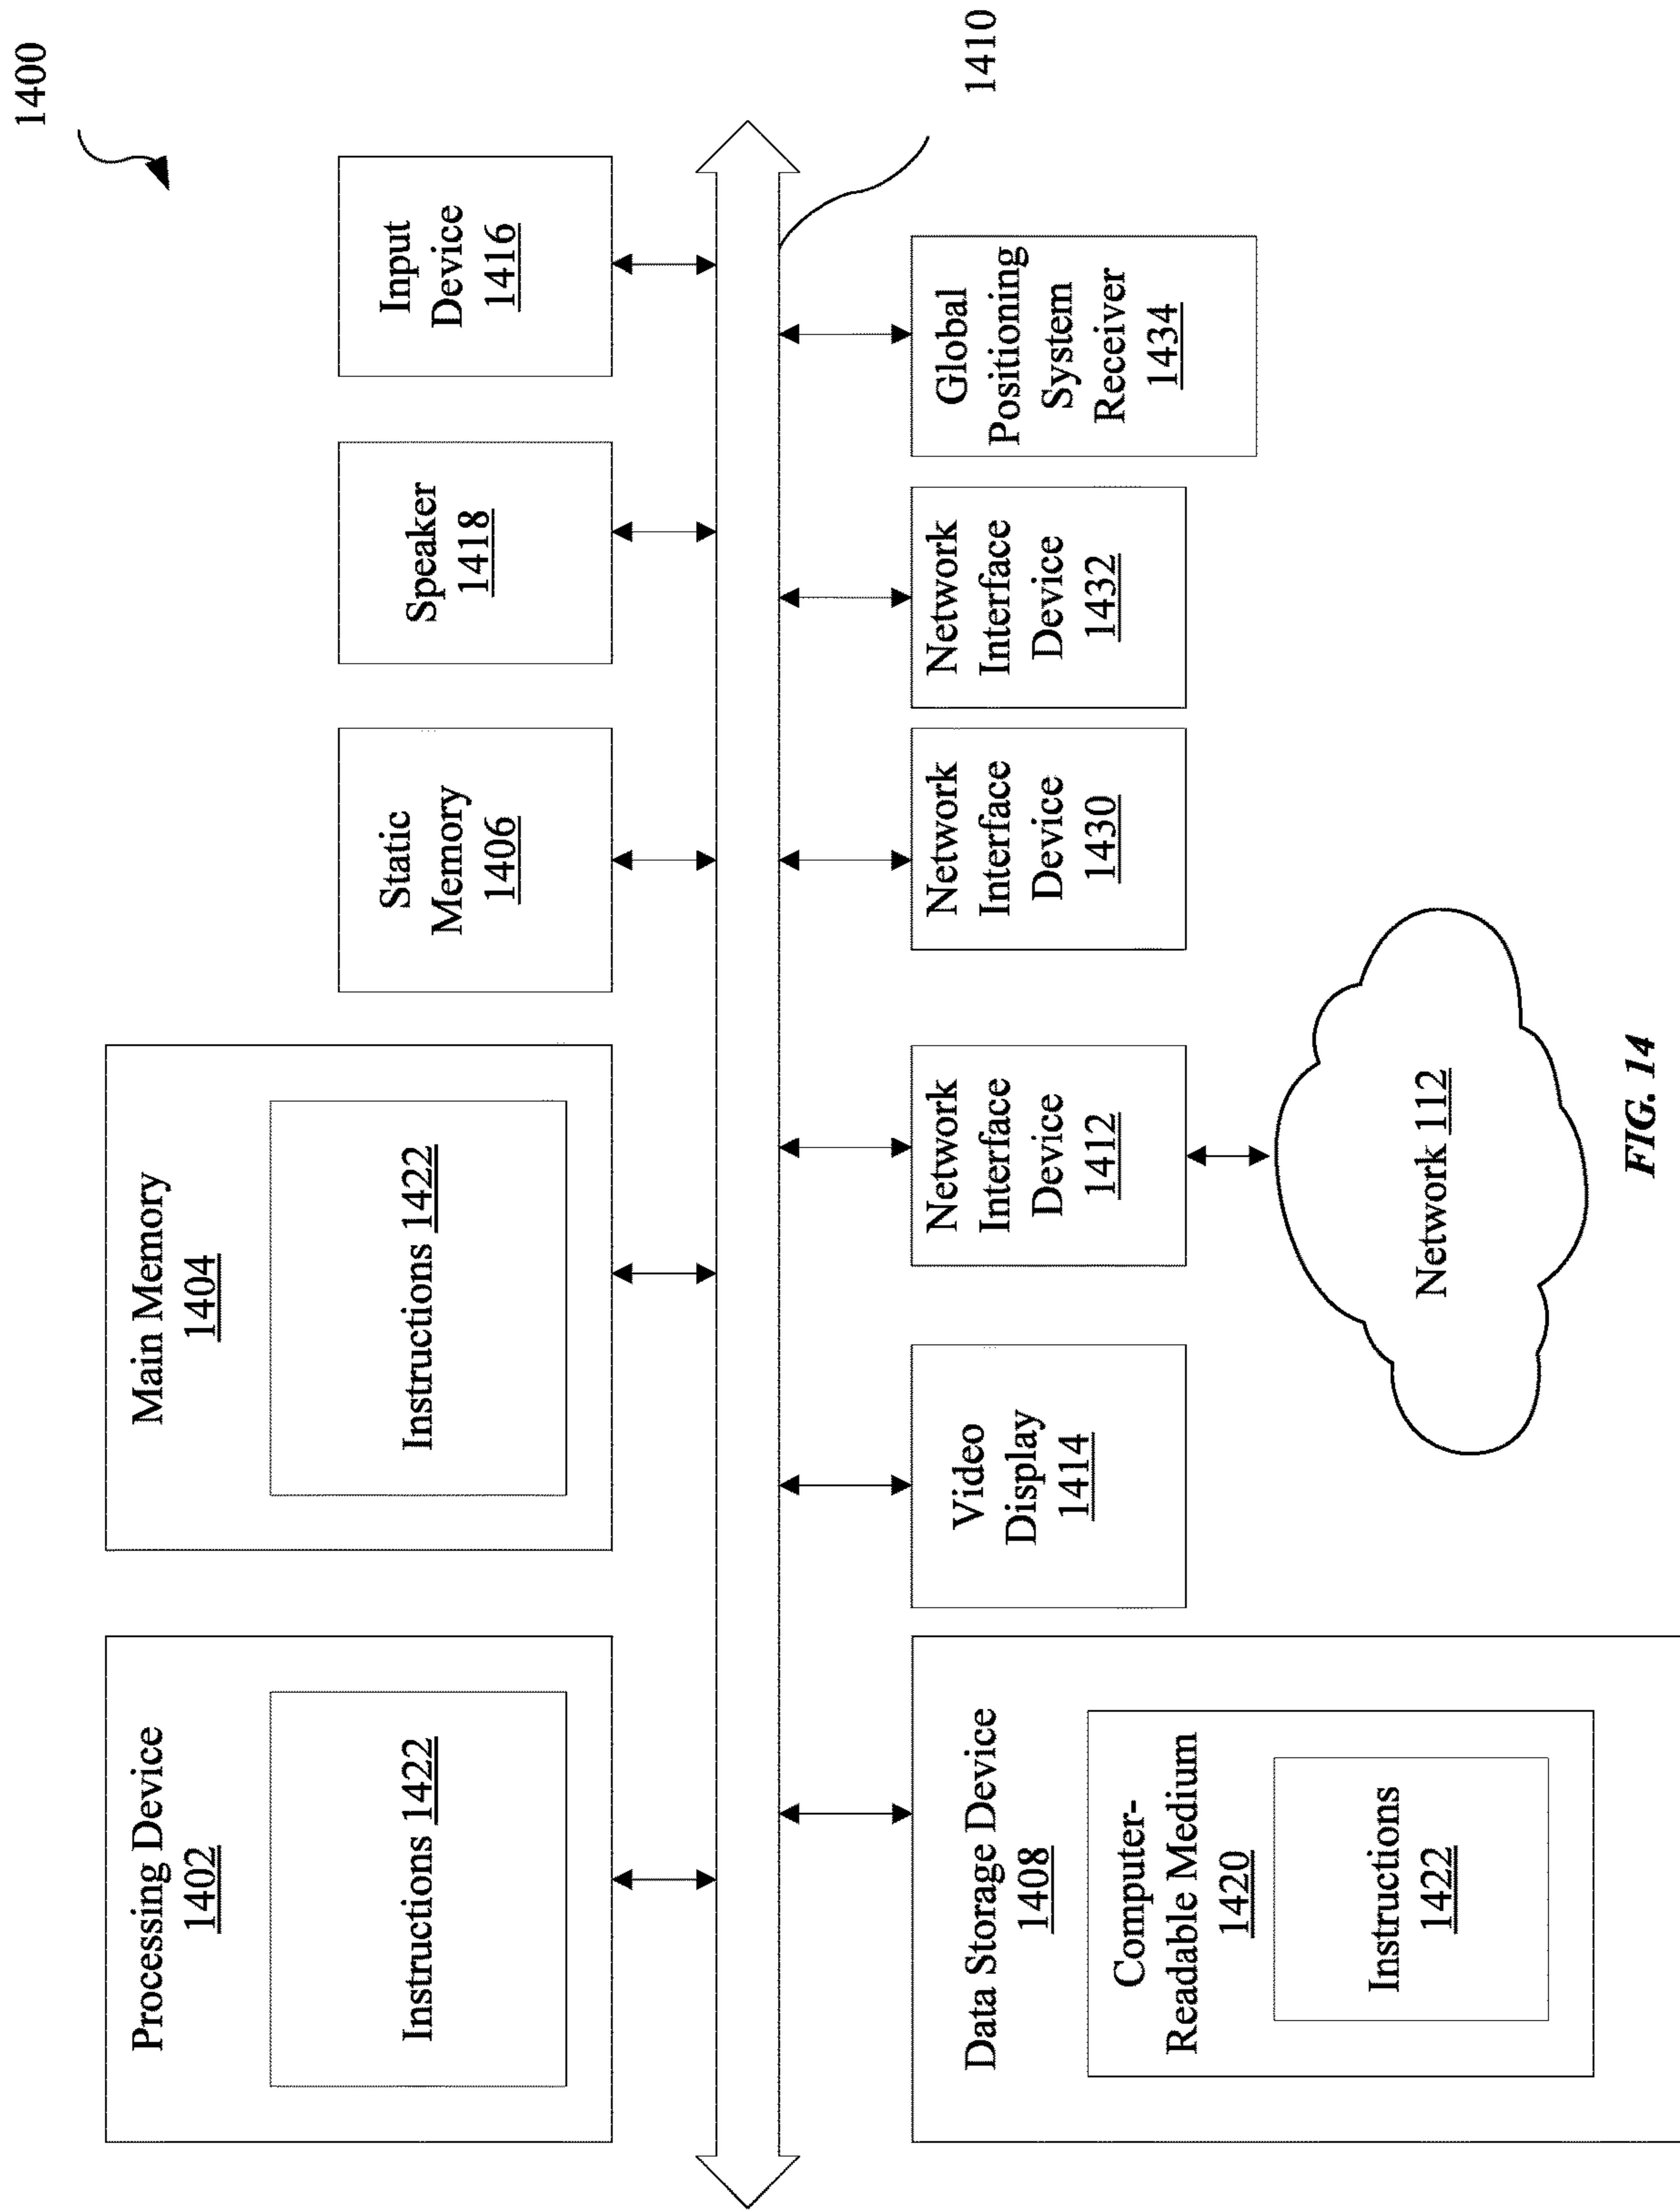 1400
Processing Device
1402
Instructions 1422
Main Memory
1404
Instructions 1422
Static
Memory
1406
Speaker
1418
Input
Device
1416
1410
Data Storage Device
1408
Computer-
Readable Medium
1420
Instructions
1422
Video
Display
1414
Network
Interface
Device
1412
Network
Interface
Device
1430
Network
Interface
Device
1432
Global
Positioning
System
Receiver
1434
Network 112
FIG. 14